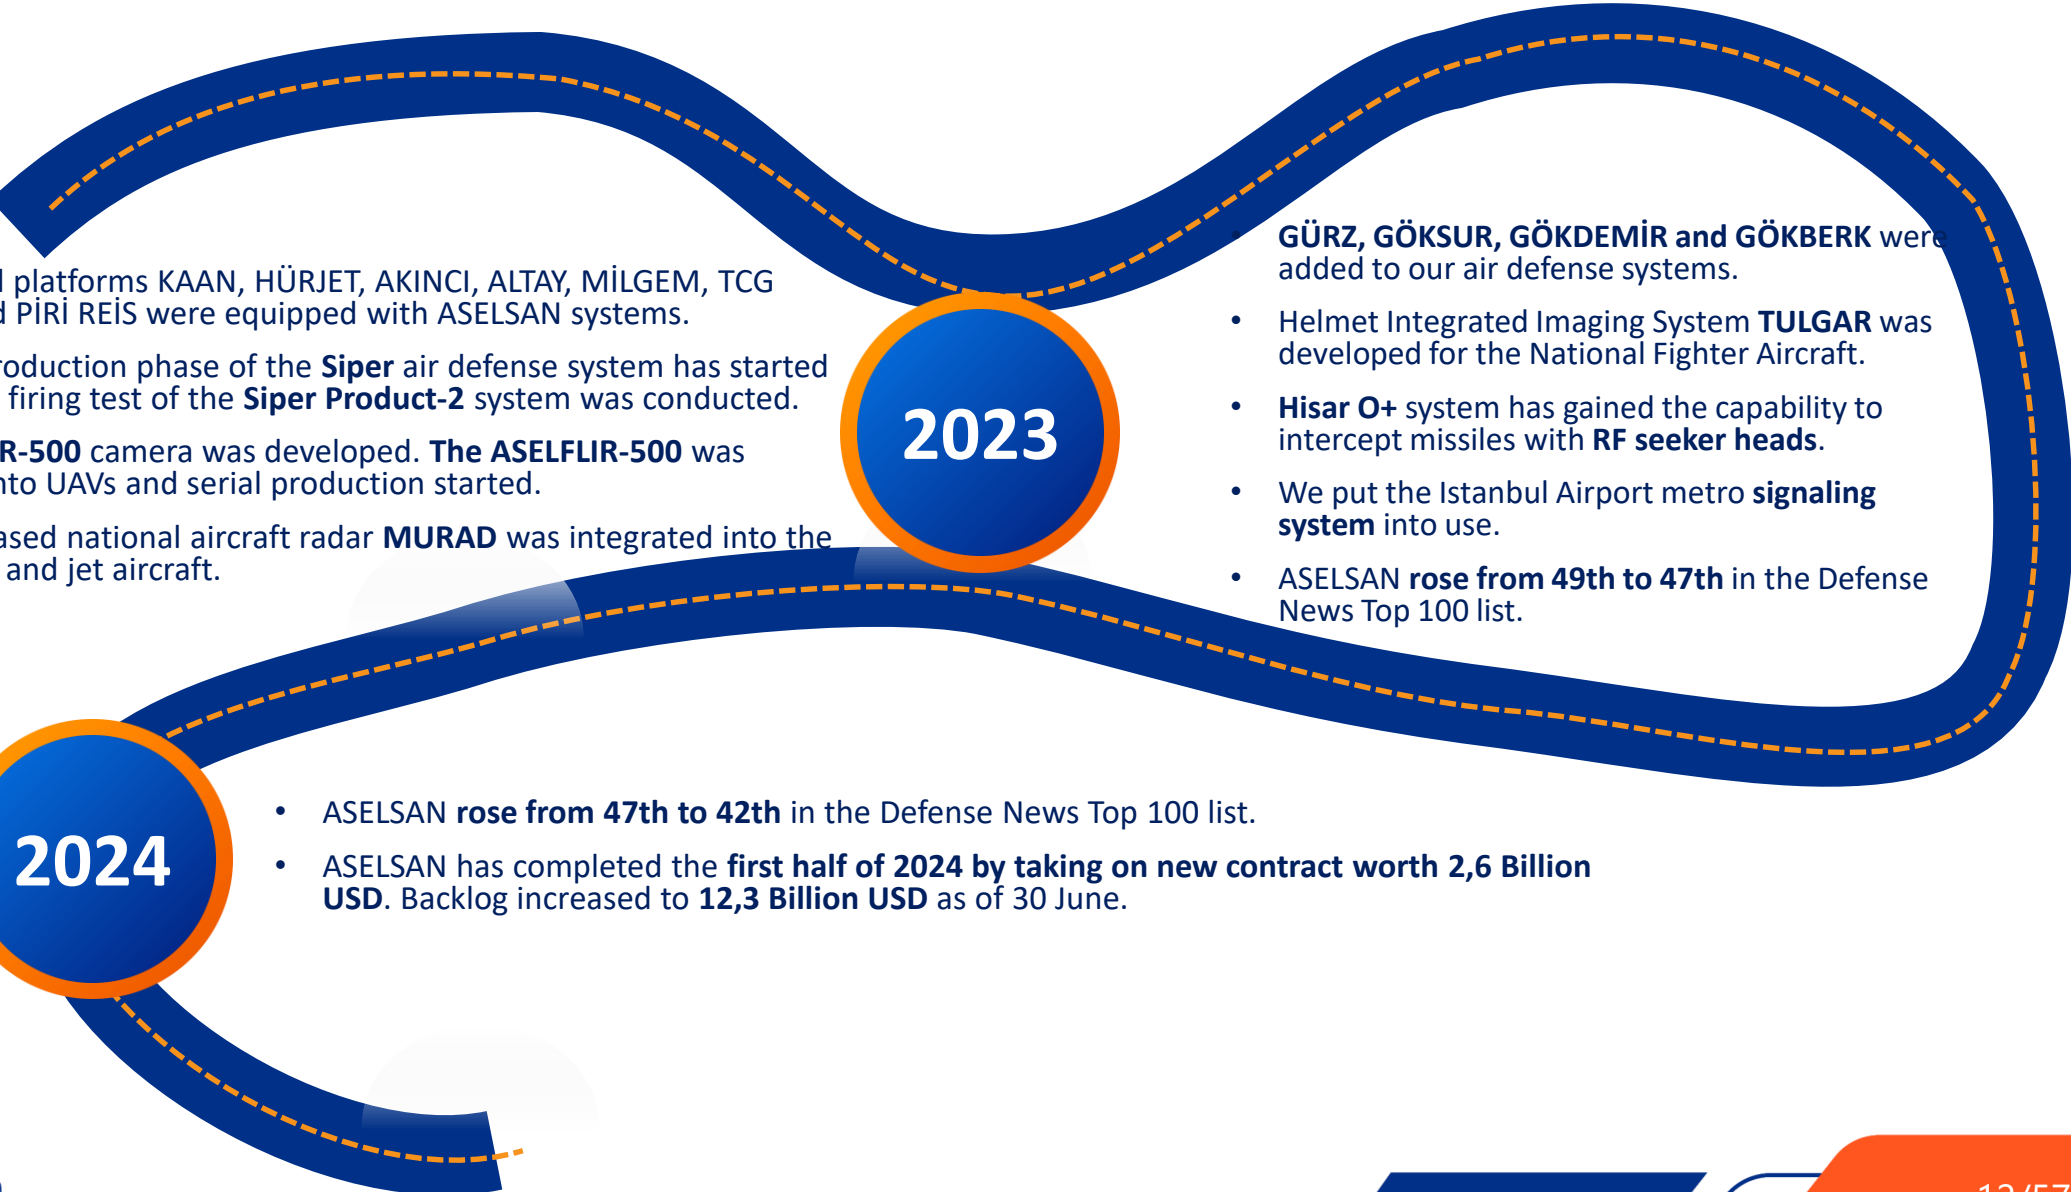 platforms KAAN, HÜRJET, AKINCI, ALTAY, MİLGEM, TCG
PİRİ REİS were equipped with ASELSAN systems.
phase of the Siper air defense system has started
firing test of the Siper Product-2 system was conducted.
R-500 camera was developed. The ASELFLIR-500 was
UAVs and serial production started.
national aircraft radar MURAD was integrated into the
and jet aircraft.
2023
• GÜRZ, GÖKSUR, GÖKDEMİR and GÖKBERK were
added to our air defense systems.
• Helmet Integrated Imaging System TULGAR was
developed for the National Fighter Aircraft.
• Hisar O+ system has gained the capability to
intercept missiles with RF seeker heads.
• We put the Istanbul Airport metro signaling
system into use.
• ASELSAN rose from 49th to 47th in the Defense
News Top 100 list.
2024
• ASELSAN rose from 47th to 42th in the Defense News Top 100 list.
• ASELSAN has completed the first half of 2024 by taking on new contract worth 2,6 Billion
USD. Backlog increased to 12,3 Billion USD as of 30 June.